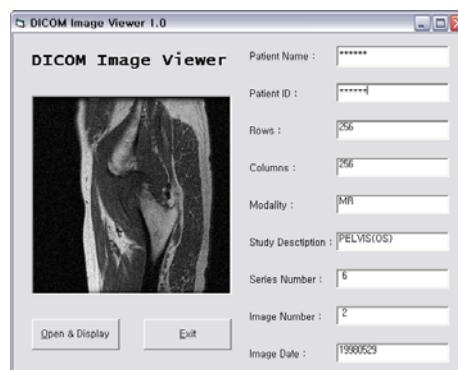 DICOM Image Viewer 1.0
DICOM Image Viewer
Patient Name : ******
Patient ID : ******
Rows : 256
Columns : 256
Modality : MR
Study Desctiption : PELVIS(OS)
Series Number : 6
Image Number : 2
Image Date : 19980529
Open & Display
Exit